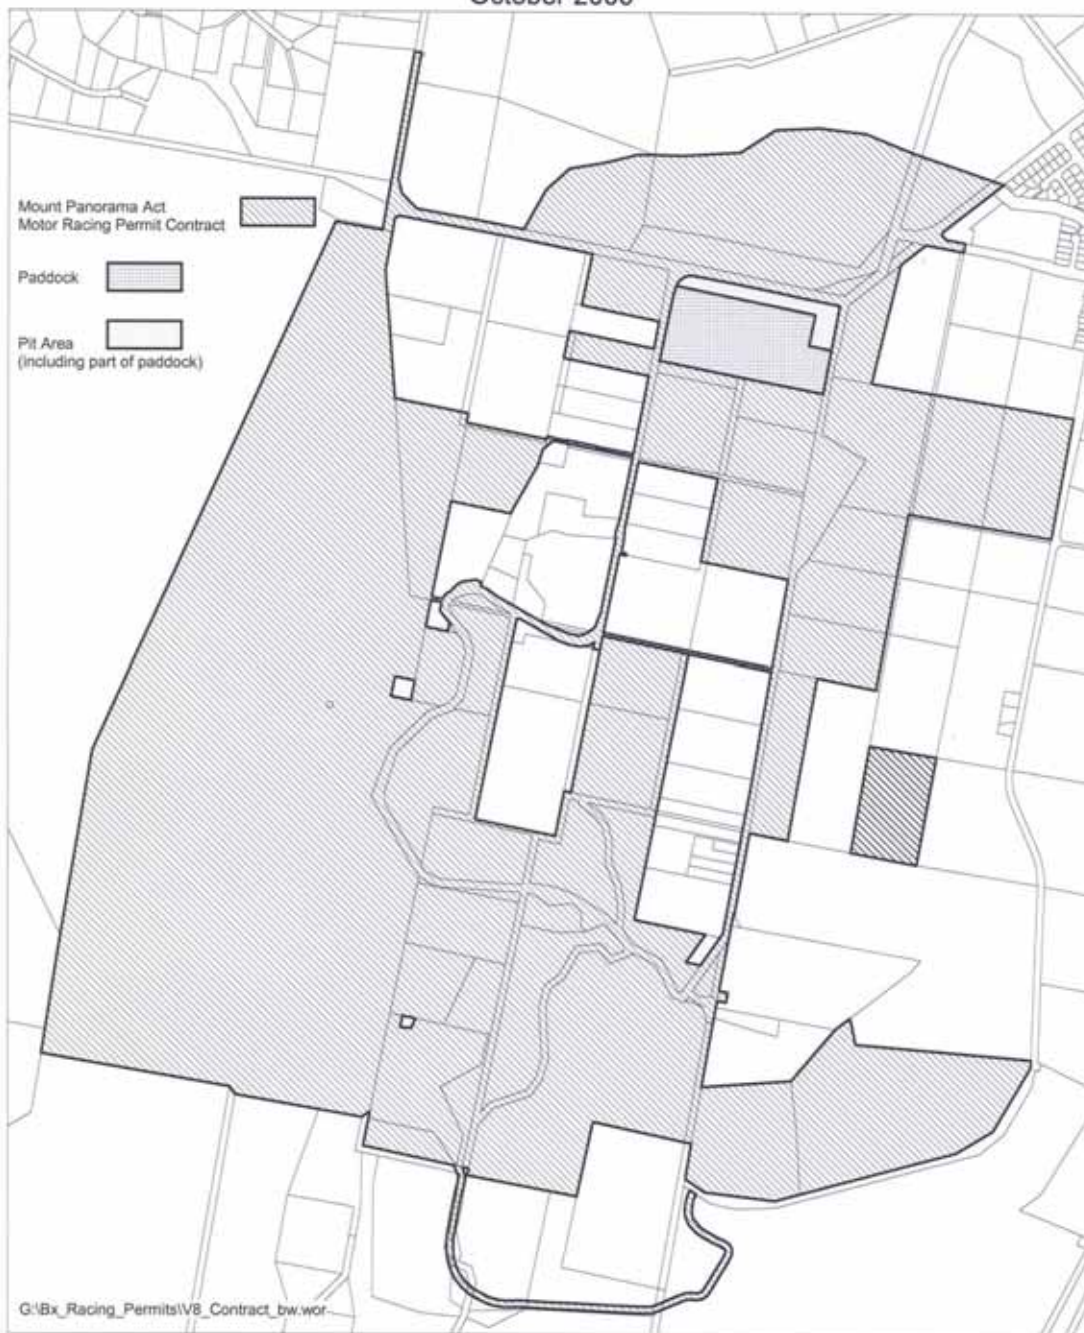 Mount Panorama Act
Motor Racing Permit Contract
Paddock
Pit Area
(including part of paddock)
G:\Bx_Racing_Permits\V8_Contract_bw.wor